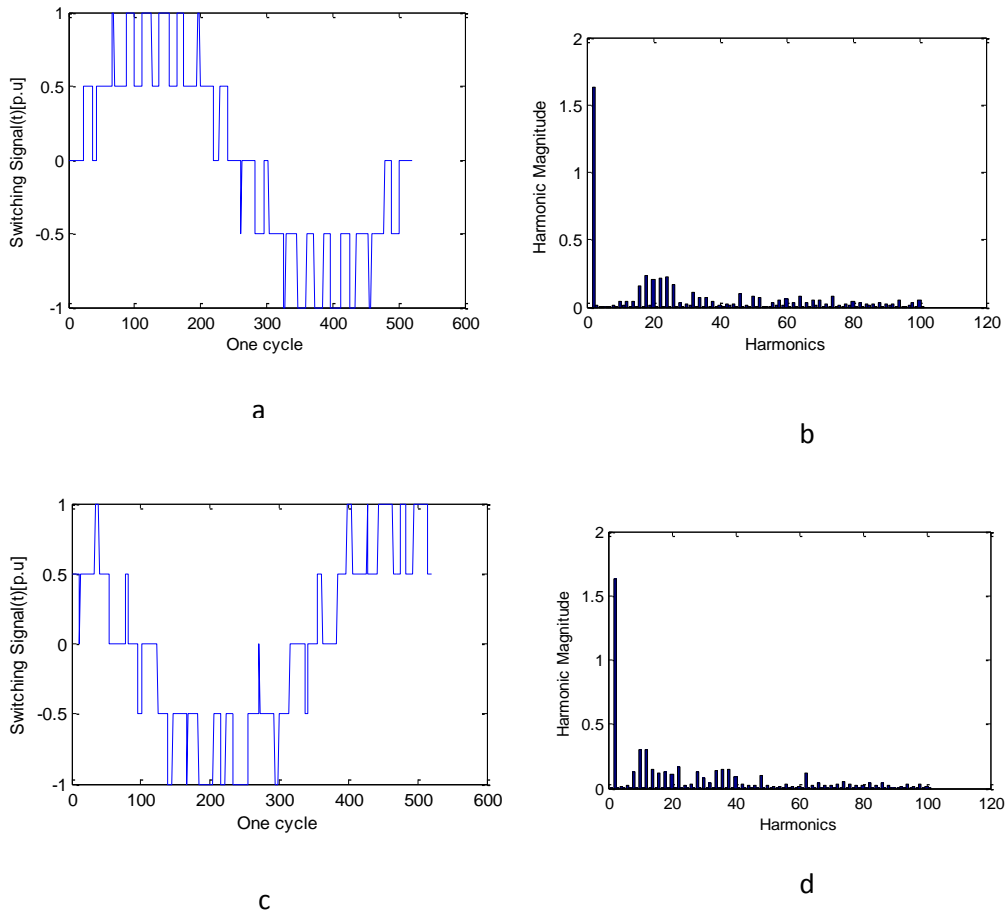 1
0.5
0
-0.5
-1
0 100 200 300 400 500 600
One cycle
Switching Signal(t)[p.u]
a
2
1.5
1
0.5
0
0 20 40 60 80 100 120
Harmonics
Harmonic Magnitude
b
1
0.5
0
-0.5
-1
0 100 200 300 400 500 600
One cycle
Switching Signal(t)[p.u]
c
2
1.5
1
0.5
0
0 20 40 60 80 100 120
Harmonics
Harmonic Magnitude
d